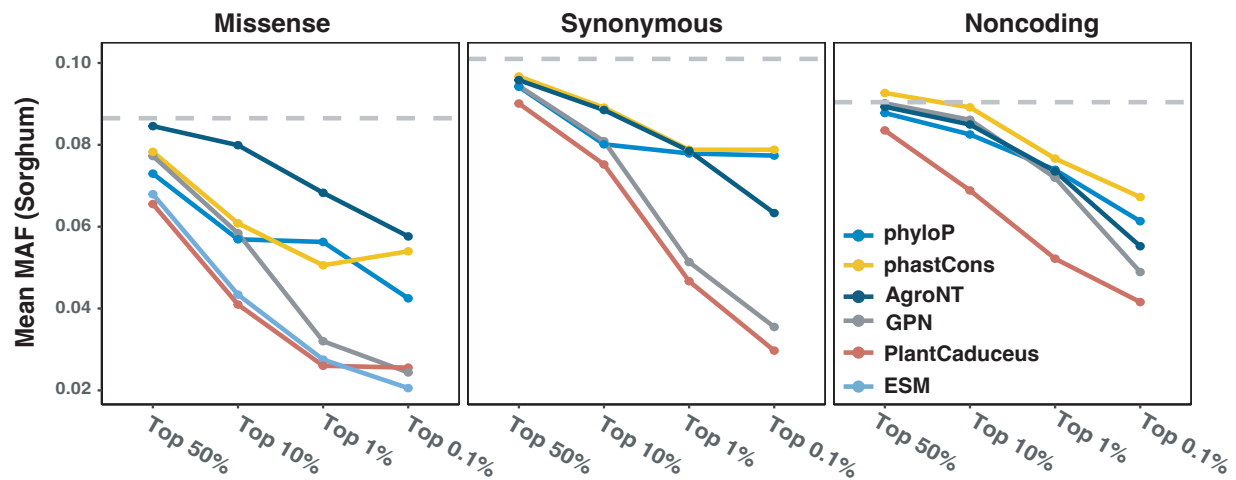 Missense
Synonymous
Noncoding
Mean MAF (Sorghum)
0.10
0.08
0.06
0.04
0.02
phyloP
phastCons
AgroNT
GPN
PlantCaduceus
ESM
Top 50%
Top 10%
Top 1%
Top 0.1%
Top 50%
Top 10%
Top 1%
Top 0.1%
Top 50%
Top 10%
Top 1%
Top 0.1%